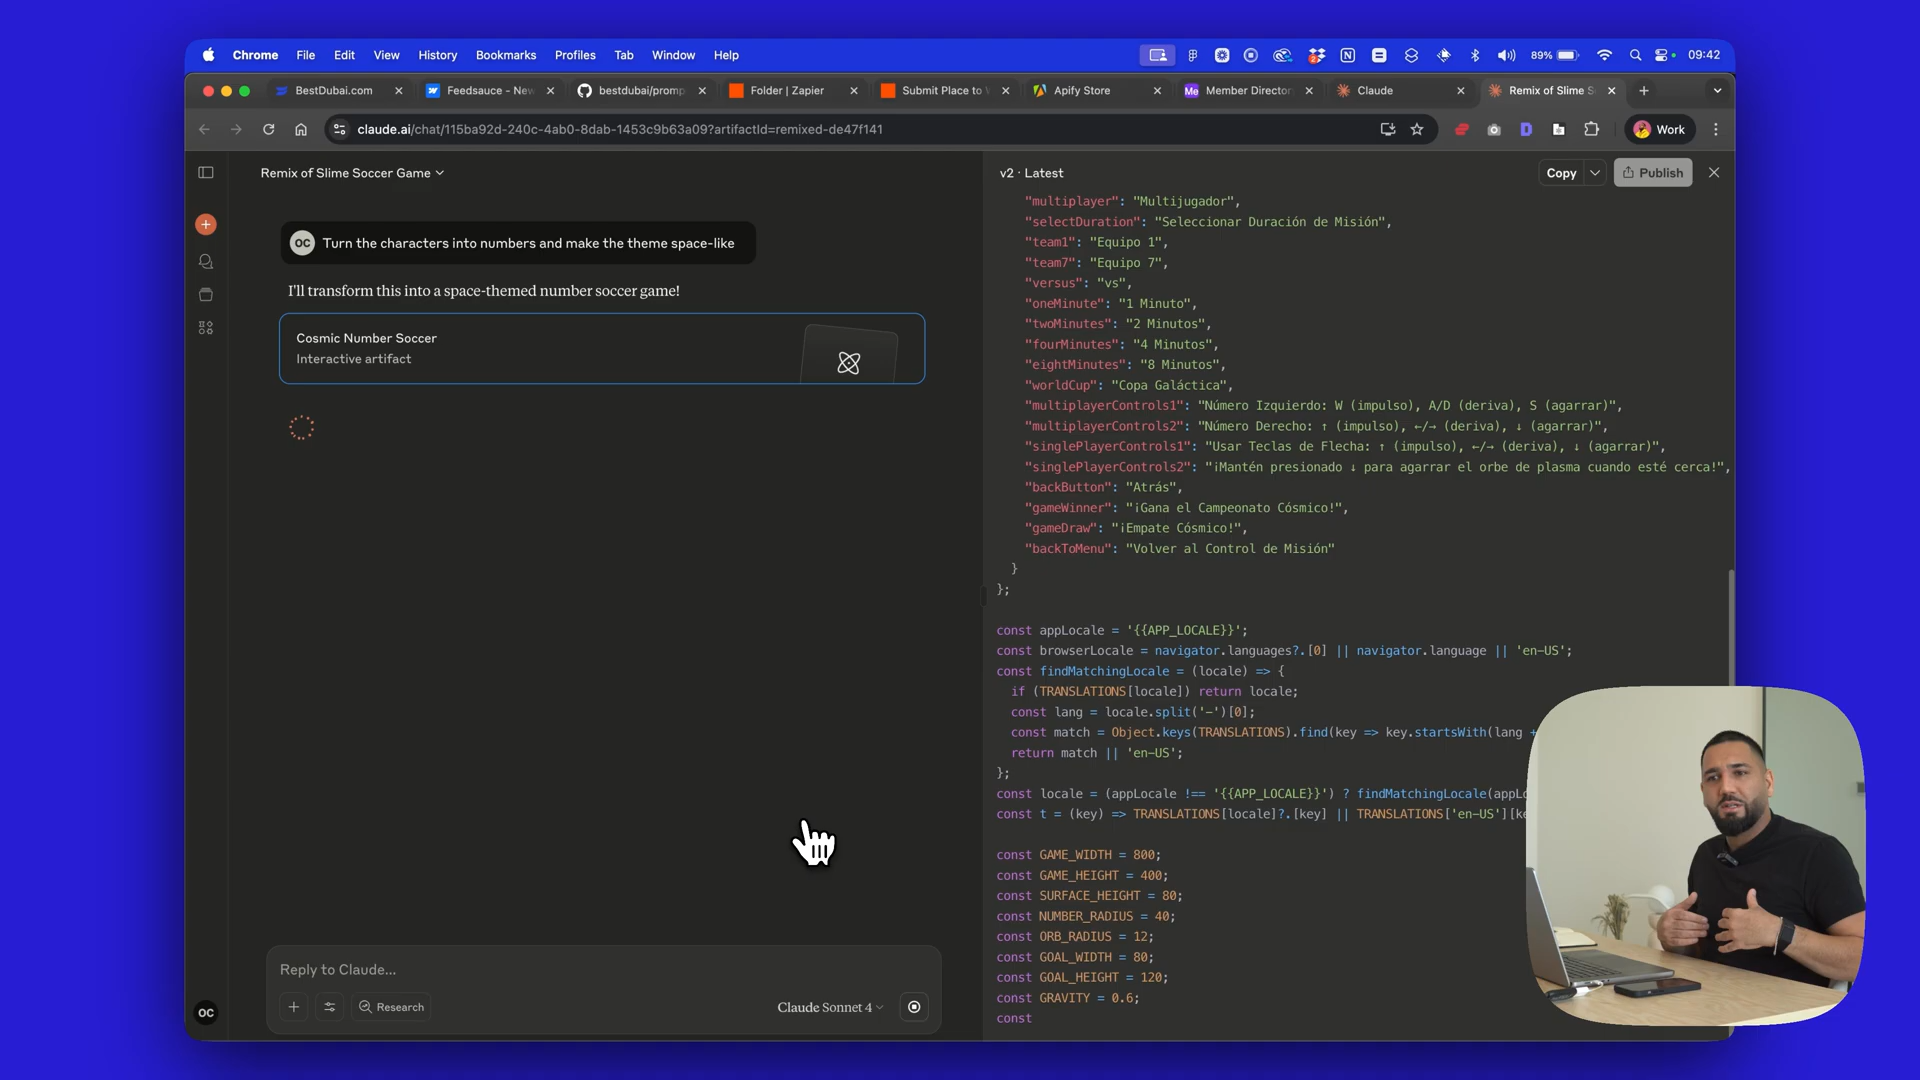 Chrome File Edit View History Bookmarks Profiles Tab Window Help
2
89%
09:42
BestDubai.com
Feedsauce - New
bestdubai/promp
Folder | Zapier
Submit Place to
Apify Store
Me
Member Director
Claude
Remix of Slime S
claude.ai/chat/115ba92d-240c-4ab0-8dab-1453c9b63a09?artifactId=remixed-de47f141
D
Work
Remix of Slime Soccer Game
OC Turn the characters into numbers and make the theme space-like
I'll transform this into a space-themed number soccer game!
Cosmic Number Soccer
Interactive artifact
Reply to Claude...
Research
Claude Sonnet 4
OC
v2 · Latest
Copy
Publish
"multiplayer": "Multijugador",
"selectDuration": "Seleccionar Duración de Misión",
"team1": "Equipo 1",
"team7": "Equipo 7",
"versus": "vs",
"oneMinute": "1 Minuto",
"twoMinutes": "2 Minutos",
"fourMinutes": "4 Minutos",
"eightMinutes": "8 Minutos",
"worldCup": "Copa Galáctica",
"multiplayerControls1": "Número Izquierdo: W (impulso), A/D (deriva), S (agarrar)",
"multiplayerControls2": "Número Derecho: ↑ (impulso), ←/→ (deriva), ↓ (agarrar)",
"singlePlayerControls1": "Usar Teclas de Flecha: ↑ (impulso), ←/→ (deriva), ↓ (agarrar)",
"singlePlayerControls2": "¡Mantén presionado ↓ para agarrar el orbe de plasma cuando esté cerca!",
"backButton": "Atrás",
"gameWinner": "¡Gana el Campeonato Cósmico!",
"gameDraw": "¡Empate Cósmico!",
"backToMenu": "Volver al Control de Misión"
}
};
const appLocale = '{{APP_LOCALE}}';
const browserLocale = navigator.languages?.[0] || navigator.language || 'en-US';
const findMatchingLocale = (locale) => {
if (TRANSLATIONS[locale]) return locale;
const lang = locale.split('-')[0];
const match = Object.keys(TRANSLATIONS).find(key => key.startsWith(lang +
return match || 'en-US';
};
const locale = (appLocale !== '{{APP_LOCALE}}') ? findMatchingLocale(appLo
const t = (key) => TRANSLATIONS[locale]?.[key] || TRANSLATIONS['en-US'][ke
const GAME_WIDTH = 800;
const GAME_HEIGHT = 400;
const SURFACE_HEIGHT = 80;
const NUMBER_RADIUS = 40;
const ORB_RADIUS = 12;
const GOAL_WIDTH = 80;
const GOAL_HEIGHT = 120;
const GRAVITY = 0.6;
const